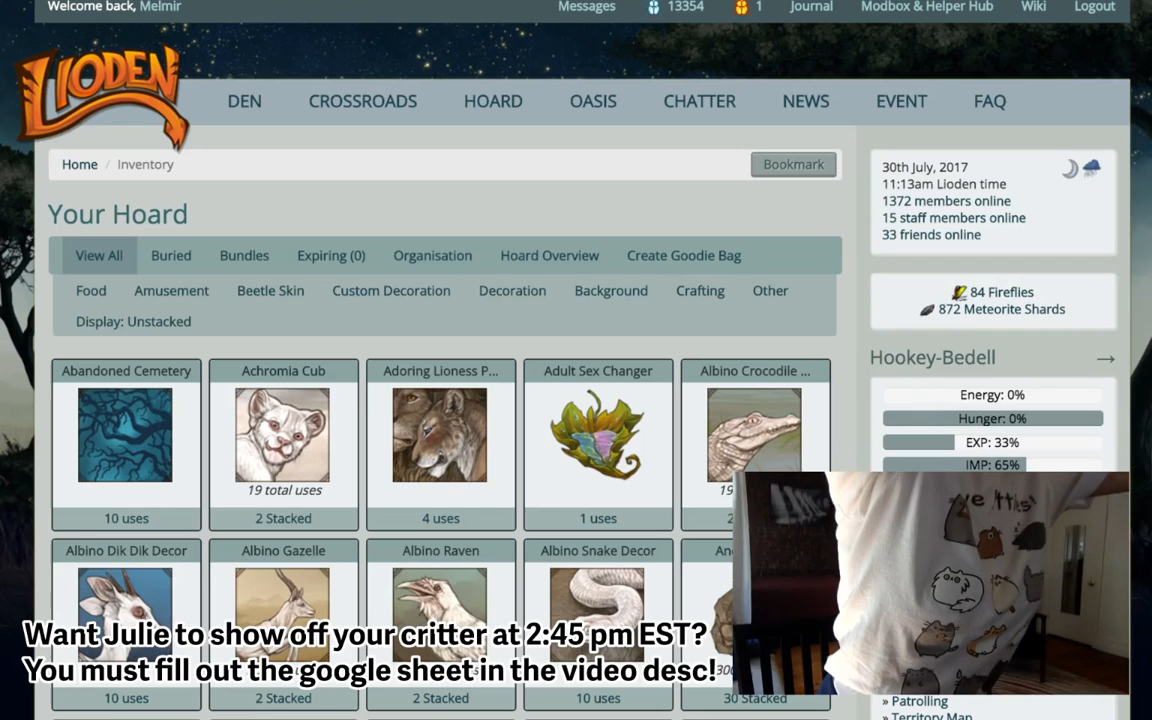 Welcome back, Melmir
Messages 13354 1 Journal Modbox & Helper Hub Wiki Logout
LIODEN
DEN CROSSROADS HOARD OASIS CHATTER NEWS EVENT FAQ
Home / Inventory
Bookmark
Your Hoard
View All Buried Bundles Expiring (0) Organisation Hoard Overview Create Goodie Bag
Food Amusement Beetle Skin Custom Decoration Decoration Background Crafting Other
Display: Unstacked
Abandoned Cemetery Achromia Cub Adoring Lioness P... Adult Sex Changer Albino Crocodile ...
19 total uses 19
10 uses 2 Stacked 4 uses 1 uses 2
Albino Dik Dik Decor Albino Gazelle Albino Raven Albino Snake Decor
10 uses 2 Stacked 2 Stacked 10 uses 30 Stacked
30th July, 2017
11:13am Lioden time
1372 members online
15 staff members online
33 friends online
84 Fireflies
872 Meteorite Shards
Hookey-Bedell →
Energy: 0%
Hunger: 0%
EXP: 33%
IMP: 65%
» Patrolling
» Territory Map
Want Julie to show off your critter at 2:45 pm EST?
You must fill out the google sheet in the video desc!